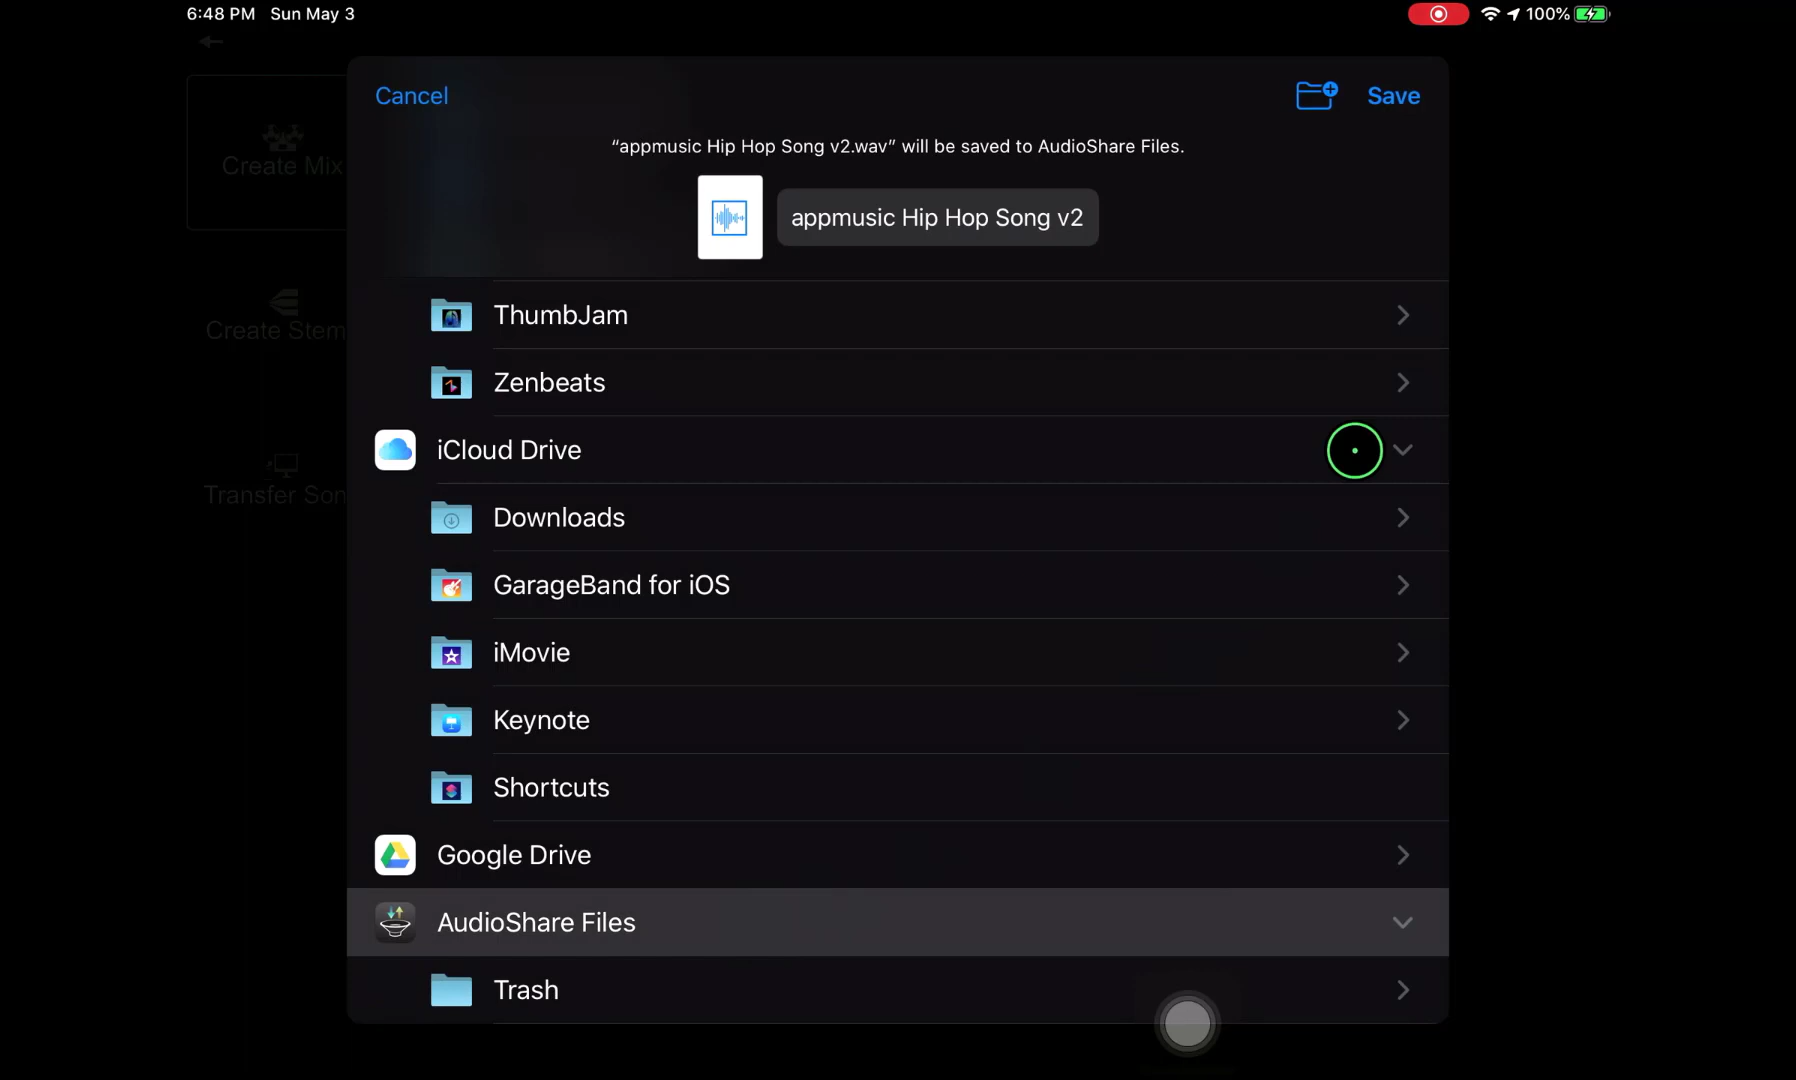 6:48 PM Sun May 3
100%
Cancel
Save
“appmusic Hip Hop Song v2.wav” will be saved to AudioShare Files.
appmusic Hip Hop Song v2
Create Mix
Create Stem
Transfer Son
ThumbJam
Zenbeats
iCloud Drive
Downloads
GarageBand for iOS
iMovie
Keynote
Shortcuts
Google Drive
AudioShare Files
Trash